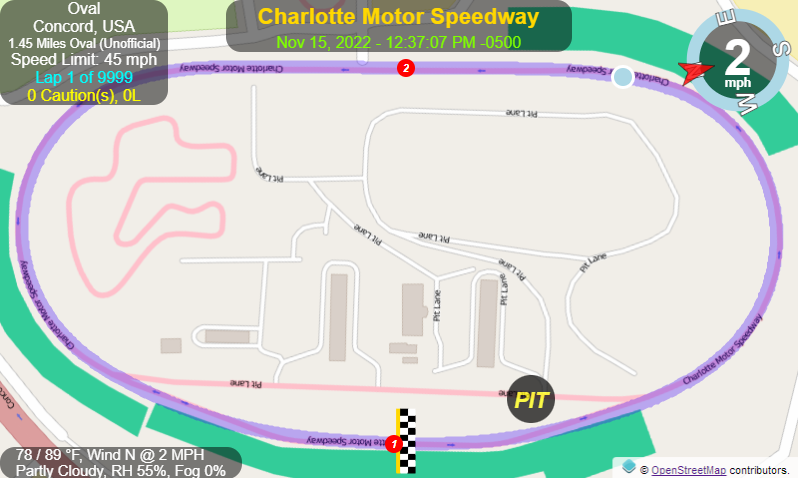 Oval
Concord, USA
1.45 Miles Oval (Unofficial)
Speed Limit: 45 mph
Lap 1 of 9999
0 Caution(s), 0L
Charlotte Motor Speedway
Nov 15, 2022 - 12:37:07 PM -0500
E
S
W
2
mph
Charlotte Motor Speedway
2
Charlotte Motor Speedway
Charlotte
Pit Lane
Pit Lane
Pit Lane
Pit Lane
Pit Lane
Pit Lane
Pit Lane
Pit Lane
Charlotte Motor Speedway
Charlotte Motor Speedway
Pit Lane
Lane
PIT
Charlotte Motor Speedway
1
78 / 89 °F, Wind N @ 2 MPH
Partly Cloudy, RH 55%, Fog 0%
© OpenStreetMap contributors.